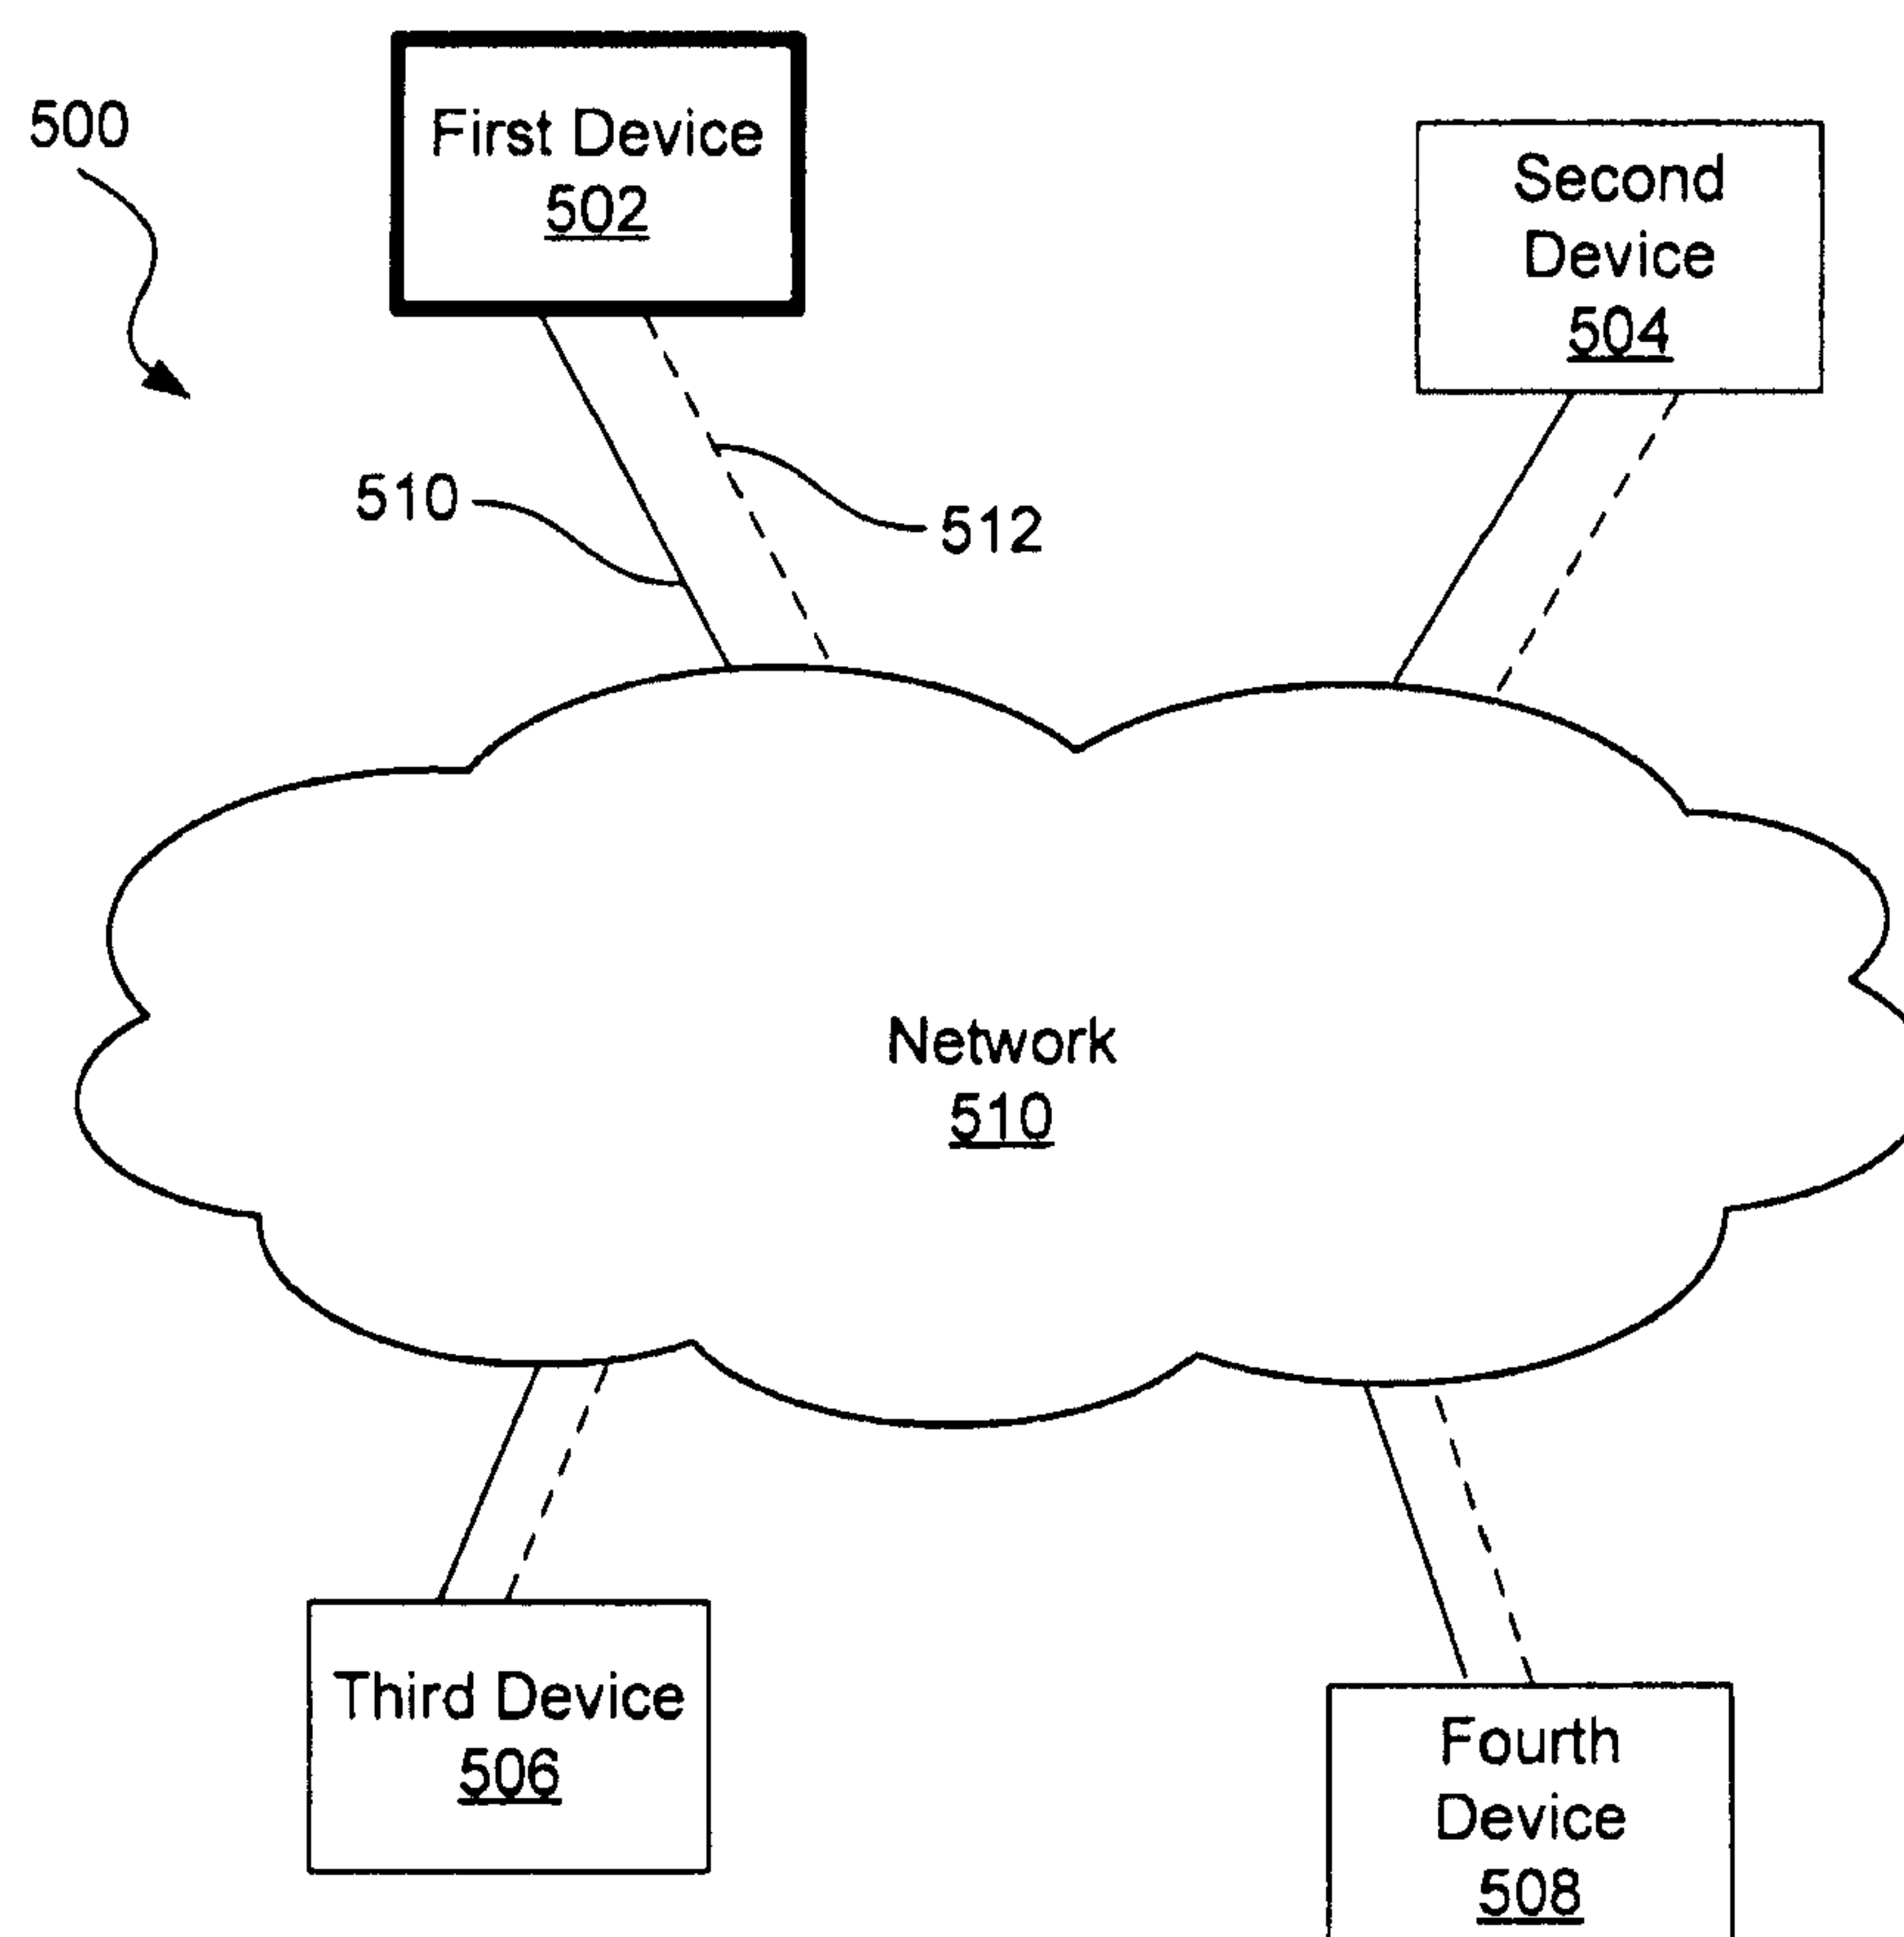 500
First Device
502
Second
Device
504
510
512
Network
510
Third Device
506
Fourth
Device
508